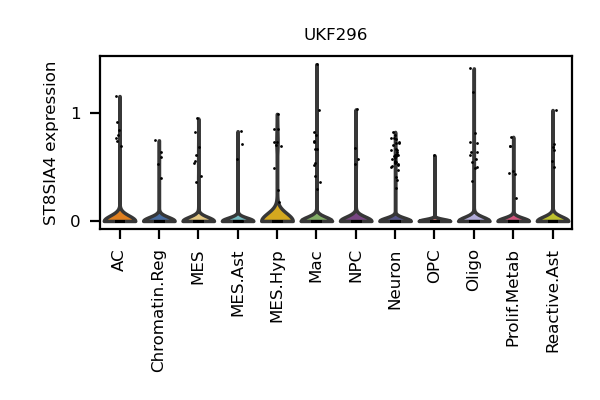 UKF296
ST8SIA4 expression
1
0
AC
Chromatin.Reg
MES
MES.Ast
MES.Hyp
Mac
NPC
Neuron
OPC
Oligo
Prolif.Metab
Reactive.Ast